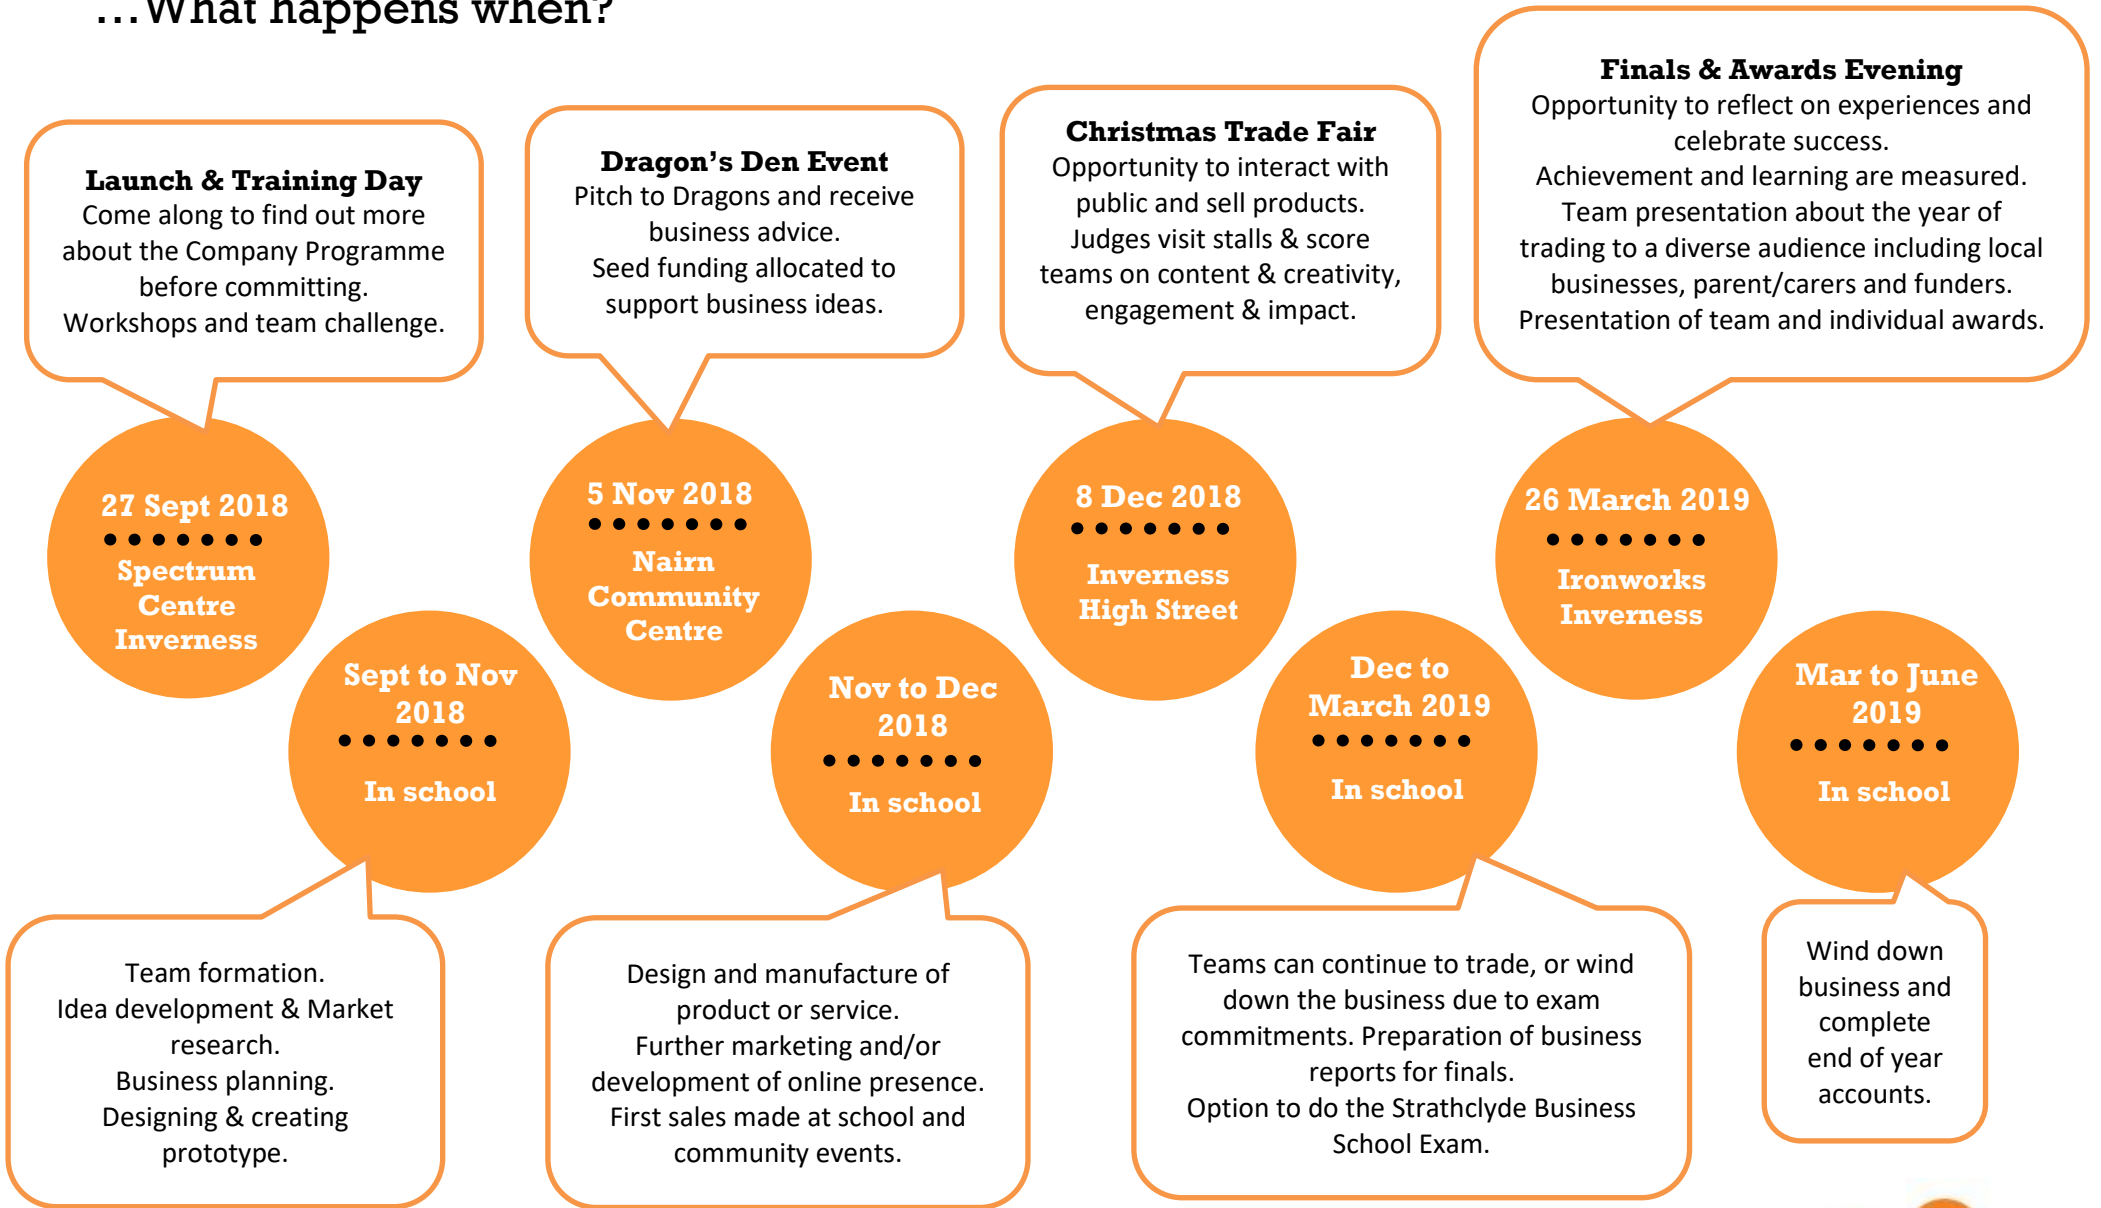 ...What happens when?
Launch & Training Day
Come along to find out more
about the Company Programme
before committing.
Workshops and team challenge.
27 Sept 2018
Spectrum
Centre
Inverness
Sept to Nov
2018
In school
Team formation.
Idea development & Market
research.
Business planning.
Designing & creating
prototype.
Dragon’s Den Event
Pitch to Dragons and receive
business advice.
Seed funding allocated to
support business ideas.
5 Nov 2018
Nairn
Community
Centre
Nov to Dec
2018
In school
Design and manufacture of
product or service.
Further marketing and/or
development of online presence.
First sales made at school and
community events.
Christmas Trade Fair
Opportunity to interact with
public and sell products.
Judges visit stalls & score
teams on content & creativity,
engagement & impact.
8 Dec 2018
Inverness
High Street
Dec to
March 2019
In school
Teams can continue to trade, or wind
down the business due to exam
commitments. Preparation of business
reports for finals.
Option to do the Strathclyde Business
School Exam.
Finals & Awards Evening
Opportunity to reflect on experiences and
celebrate success.
Achievement and learning are measured.
Team presentation about the year of
trading to a diverse audience including local
businesses, parent/carers and funders.
Presentation of team and individual awards.
26 March 2019
Ironworks
Inverness
Mar to June
2019
In school
Wind down
business and
complete
end of year
accounts.